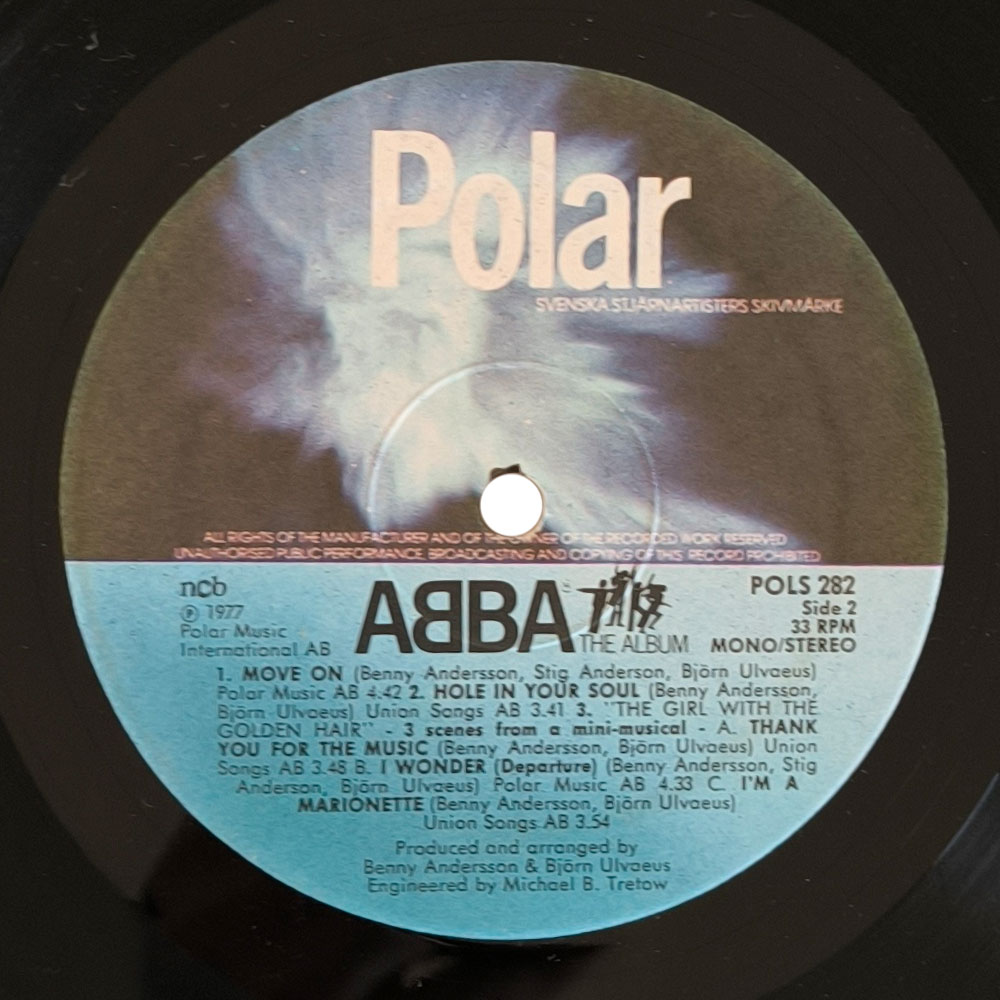 Polar
SVENSKA STJÄRNARTISTERS SKIVMÄRKE
ALL RIGHTS OF THE MANUFACTURER AND OF THE OWNER OF THE RECORDED WORK RESERVED
UNAUTHORISED PUBLIC PERFORMANCE, BROADCASTING AND COPYING OF THIS RECORD PROHIBITED
ncb
℗ 1977
Polar Music
International AB
ABBA
THE ALBUM
POLS 282
Side 2
33 RPM
MONO/STEREO
1. MOVE ON (Benny Andersson, Stig Anderson, Björn Ulvaeus)
Polar Music AB 4.42 2. HOLE IN YOUR SOUL (Benny Andersson,
Björn Ulvaeus) Union Songs AB 3.41 3. "THE GIRL WITH THE
GOLDEN HAIR" - 3 scenes from a mini-musical - A. THANK
YOU FOR THE MUSIC (Benny Andersson, Björn Ulvaeus) Union
Songs AB 3.48 B. I WONDER (Departure) (Benny Andersson, Stig
Anderson, Björn Ulvaeus) Polar Music AB 4.33 C. I'M A
MARIONETTE (Benny Andersson, Björn Ulvaeus)
Union Songs AB 3.54
Produced and arranged by
Benny Andersson & Björn Ulvaeus
Engineered by Michael B. Tretow